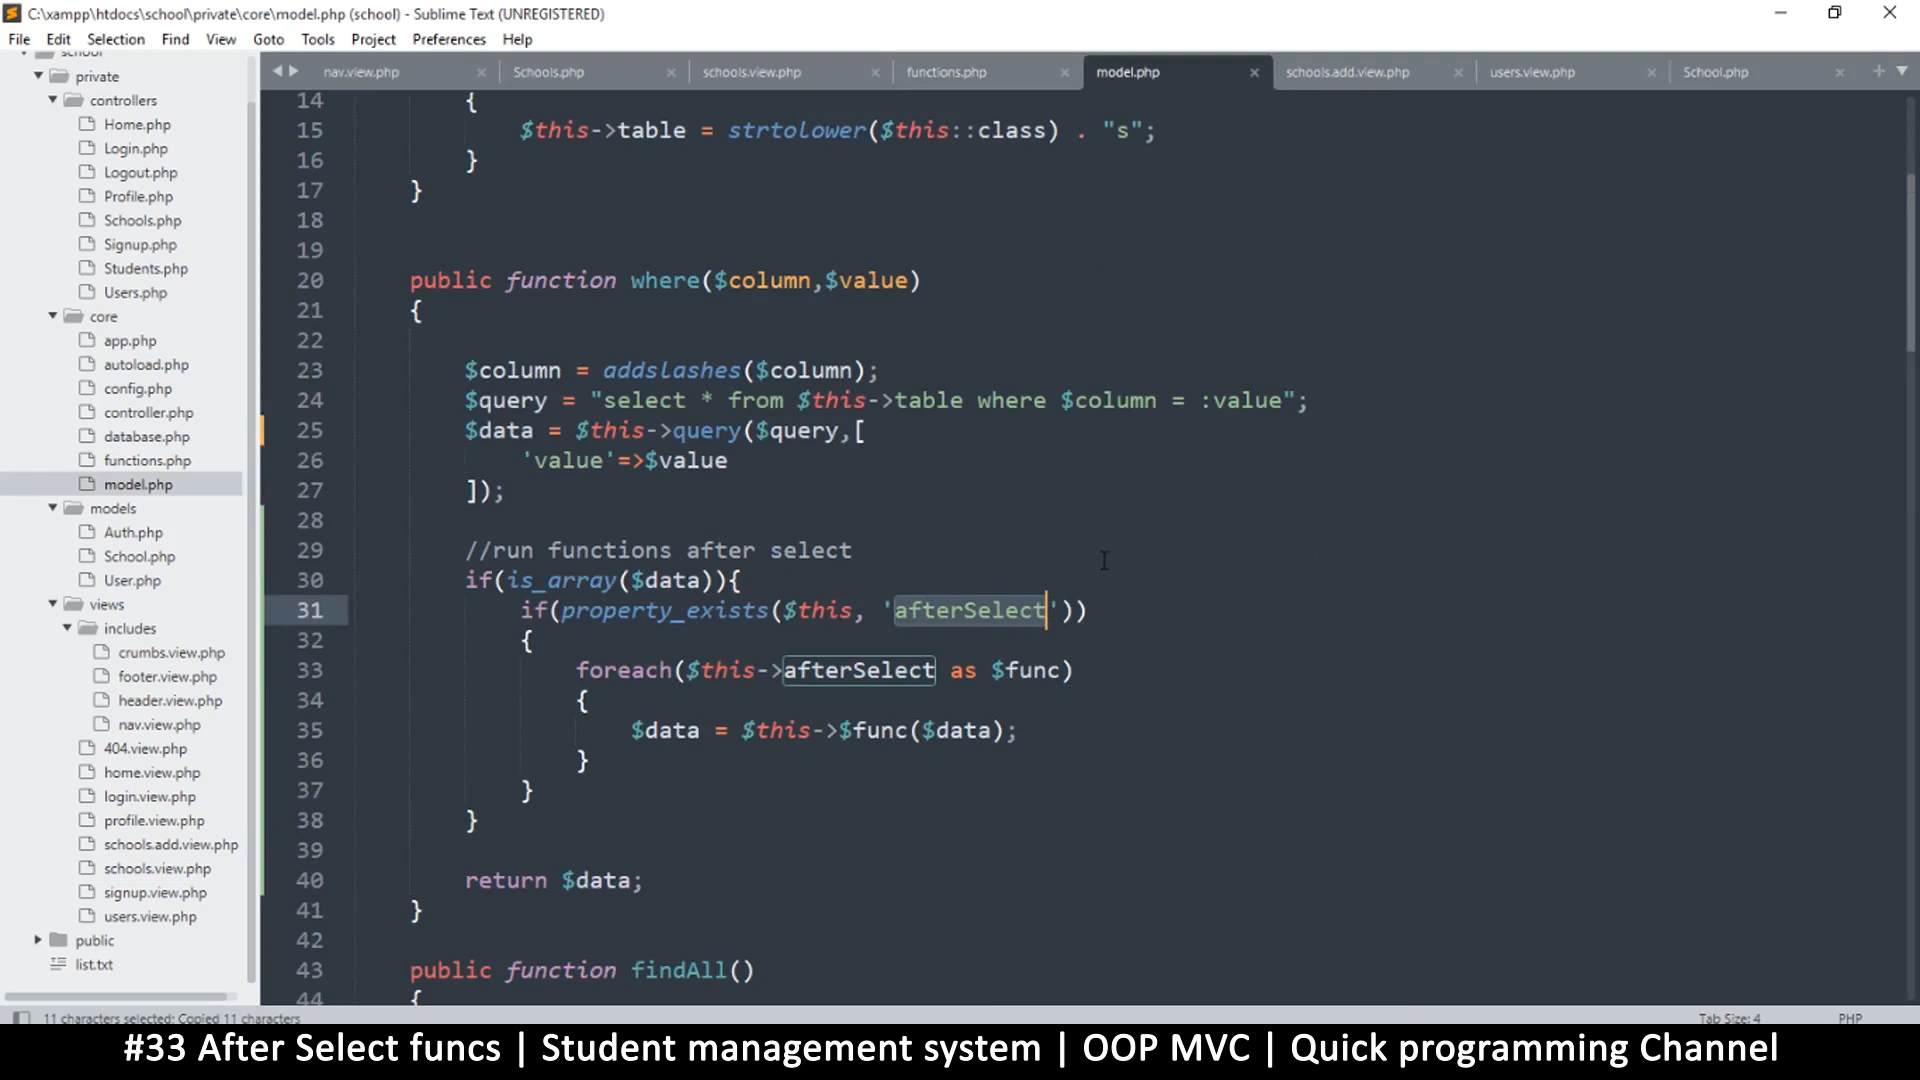 C:\xampp\htdocs\school\private\core\model.php (school) - Sublime Text (UNREGISTERED)
File Edit Selection Find View Goto Tools Project Preferences Help
school
private
controllers
Home.php
Login.php
Logout.php
Profile.php
Schools.php
Signup.php
Students.php
Users.php
core
app.php
autoload.php
config.php
controller.php
database.php
functions.php
model.php
models
Auth.php
School.php
User.php
views
includes
crumbs.view.php
footer.view.php
header.view.php
nav.view.php
404.view.php
home.view.php
login.view.php
profile.view.php
schools.add.view.php
schools.view.php
signup.view.php
users.view.php
public
list.txt
nav.view.php Schools.php schools.view.php functions.php model.php schools.add.view.php users.view.php School.php
14 {
15 $this->table = strtolower($this::class) . "s";
16 }
17 }
18
19
20 public function where($column,$value)
21 {
22
23 $column = addslashes($column);
24 $query = "select * from $this->table where $column = :value";
25 $data = $this->query($query,[
26 'value'=>$value
27 ]);
28
29 //run functions after select
30 if(is_array($data)){
31 if(property_exists($this, 'afterSelect'))
32 {
33 foreach($this->afterSelect as $func)
34 {
35 $data = $this->$func($data);
36 }
37 }
38 }
39
40 return $data;
41 }
42
43 public function findAll()
44 {
11 characters selected; Copied 11 characters Tab Size: 4 PHP
#33 After Select funcs | Student management system | OOP MVC | Quick programming Channel